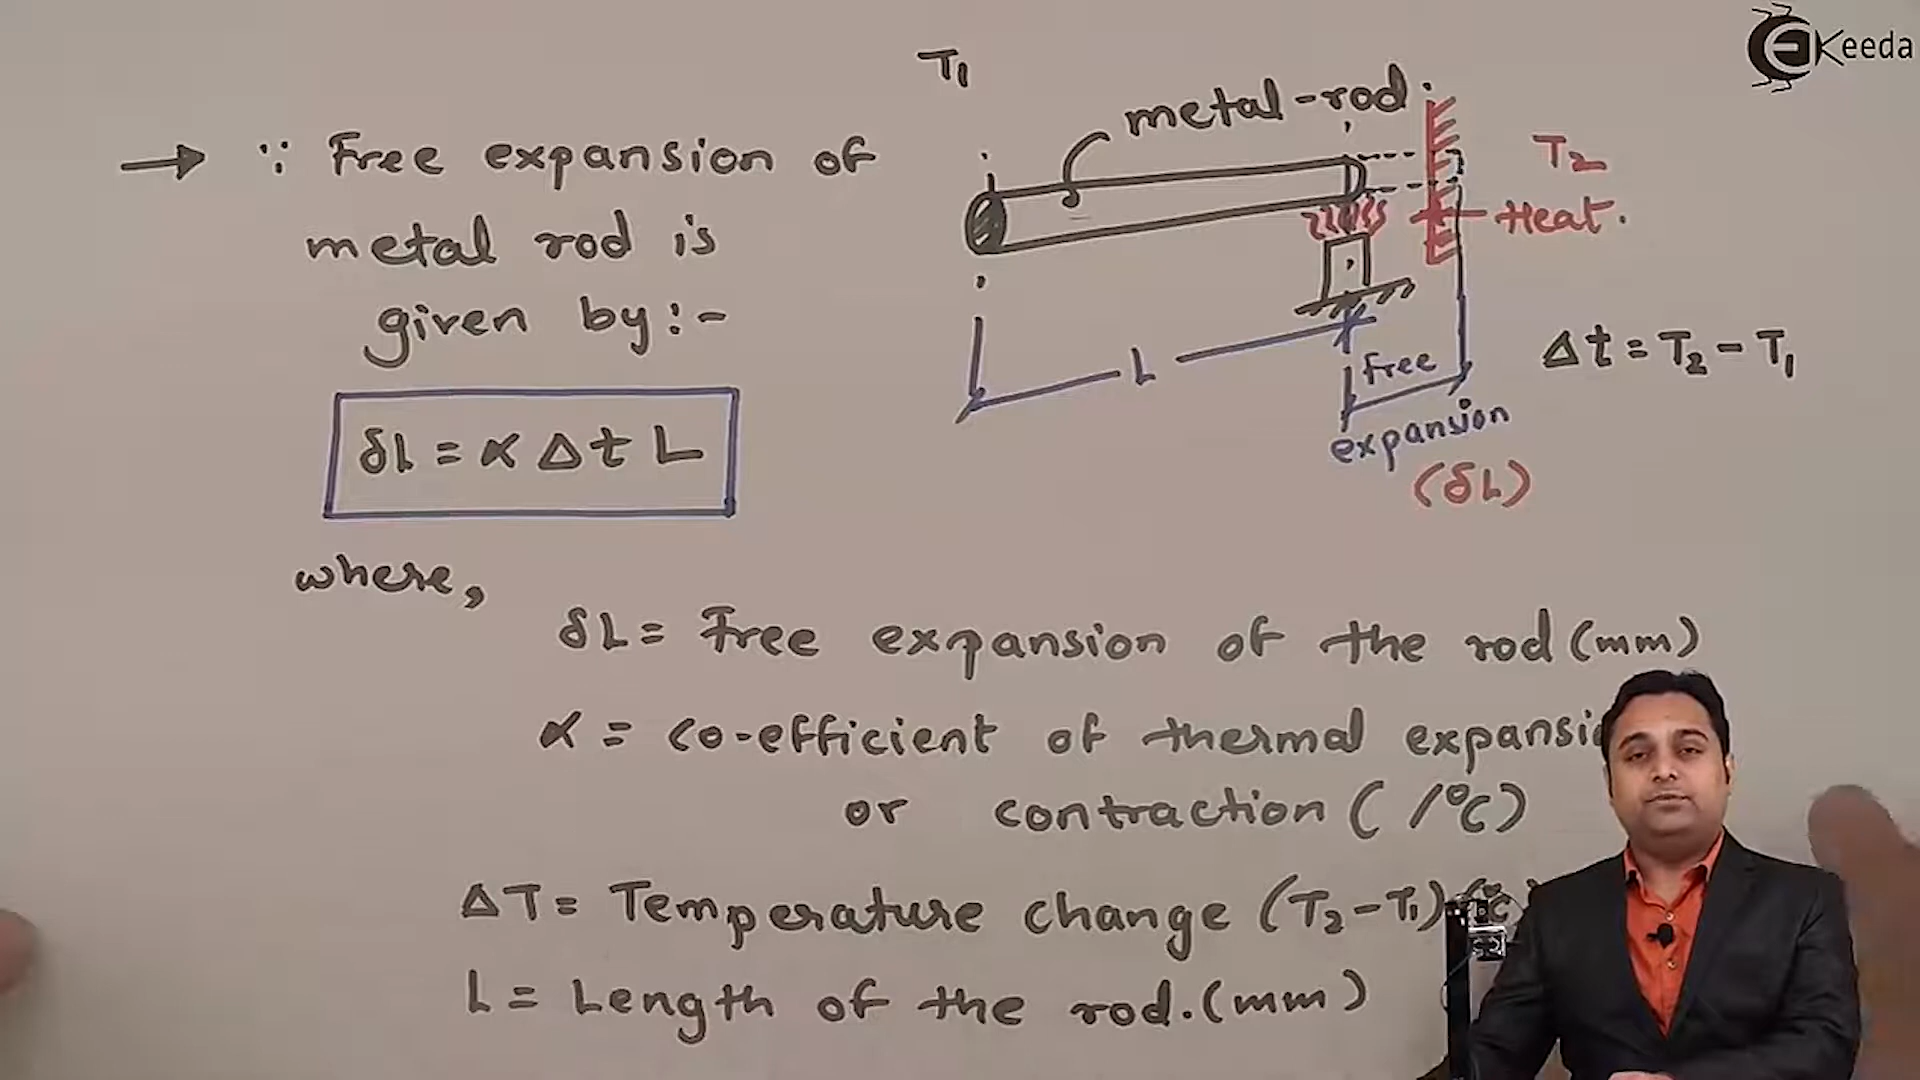 Ekeeda
T₁
metal-rod
→ ∵ Free expansion of
metal rod is
given by:-
δL = α Δt L
T₂
Heat.
L
Free
expansion
(δL)
Δt = T₂ - T₁
where,
δL = Free expansion of the rod (mm)
α = co-efficient of thermal
or contraction ( /°C)
ΔT = Temperature change (T₂-T₁)
L = Length of the rod. (mm)